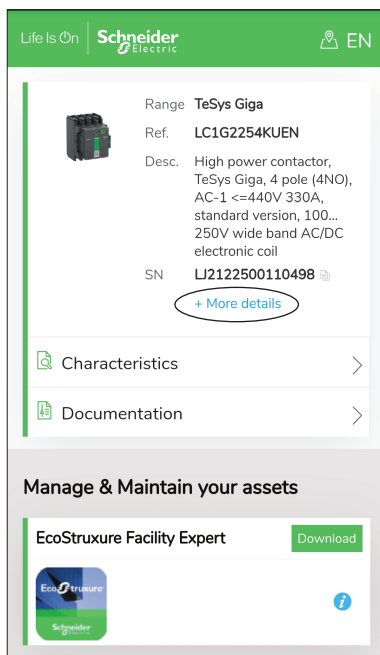 Life Is On Schneider Electric EN
Range TeSys Giga
Ref. LC1G2254KUEN
Desc. High power contactor,
TeSys Giga, 4 pole (4NO),
AC-1 <=440V 330A,
standard version, 100...
250V wide band AC/DC
electronic coil
SN LJ2122500110498
+ More details
Characteristics
Documentation
Manage & Maintain your assets
EcoStruxure Facility Expert Download
EcoStruxure
Schneider
Electric